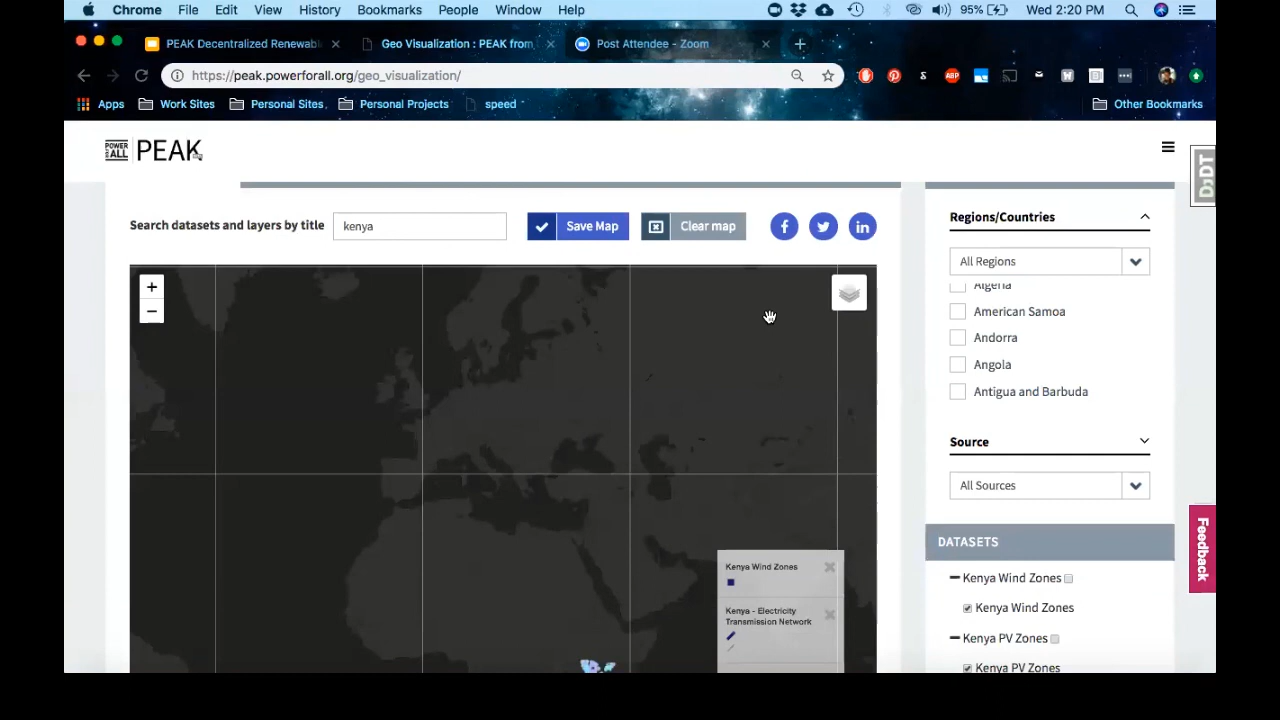 Chrome File Edit View History Bookmarks People Window Help 95% Wed 2:20 PM
PEAK Decentralized Renewab Geo Visualization : PEAK from Post Attendee - Zoom
https://peak.powerforall.org/geo_visualization/
Apps Work Sites Personal Sites Personal Projects speed Other Bookmarks
POWER
ALL
PEAK
DjDT
Search datasets and layers by title kenya Save Map Clear map
Regions/Countries
All Regions
Algeria
American Samoa
Andorra
Angola
Antigua and Barbuda
Source
All Sources
DATASETS
Kenya Wind Zones
Kenya Wind Zones
Kenya PV Zones
Kenya PV Zones
Kenya Wind Zones
Kenya - Electricity
Transmission Network
Feedback